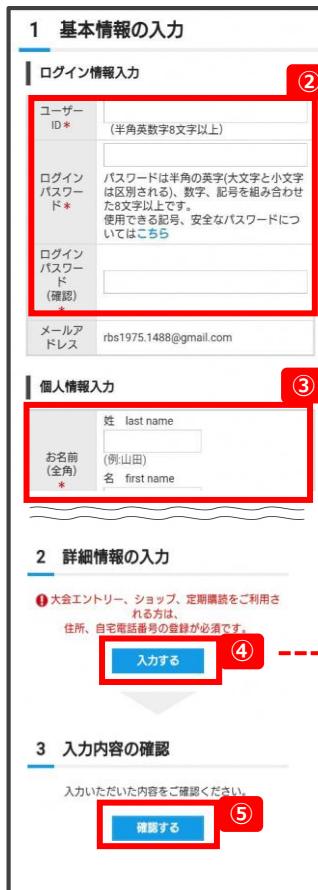 1 基本情報の入力
ログイン情報入力
②
ユーザー
ID*
(半角英数字8文字以上)
ログイン
パスワー
ド*
パスワードは半角の英字(大文字と小文字
は区別される)、数字、記号を組み合わせ
た8文字以上です。
使用できる記号、安全なパスワードにつ
いてはこちら
ログイン
パスワー
ド
(確認)
*
メールア
ドレス
rbs1975.1488@gmail.com
個人情報入力
③
お名前
(全角)
*
姓 last name
(例:山田)
名 first name
2 詳細情報の入力
大会エントリー、ショップ、定期購読をご利用さ
れる方は、
住所、自宅電話番号の登録が必須です。
入力する
④
3 入力内容の確認
入力いただいた内容をご確認ください。
確認する
⑤